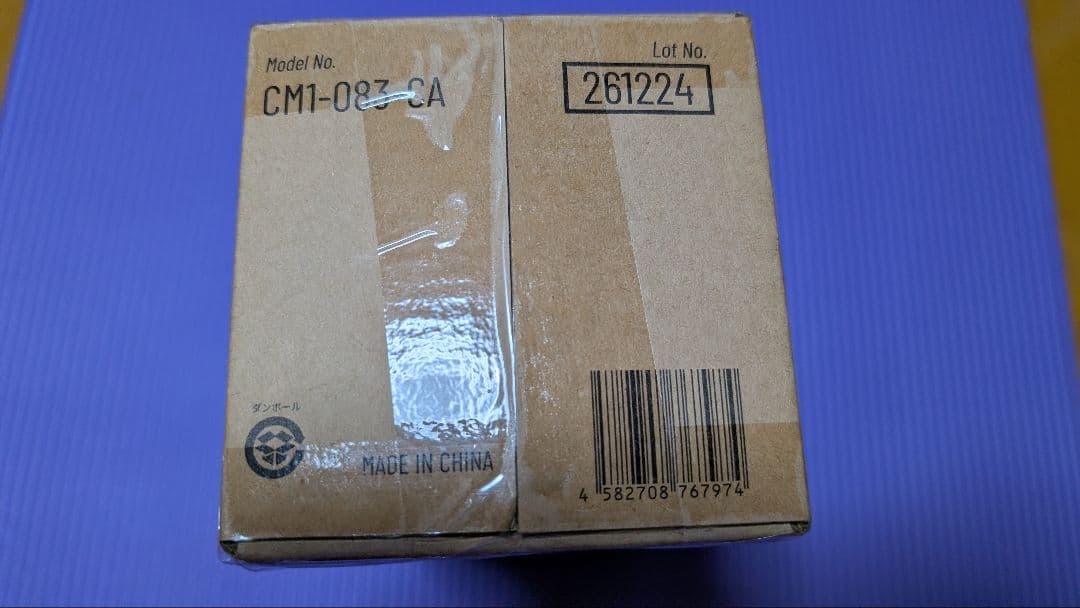 Model No.
CM1-083-CA
Lot No.
261224
ダンボール
MADE IN CHINA
4 582708 767974